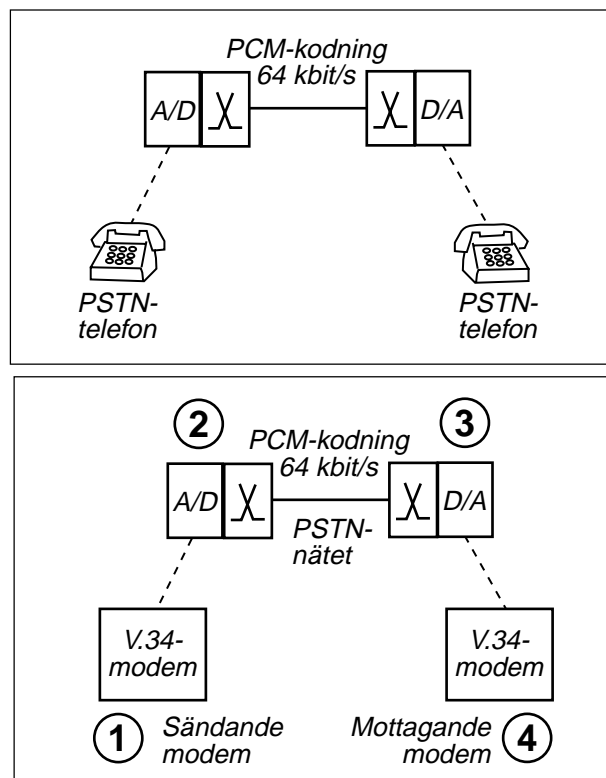 PCM-kodning
64 kbit/s
A/D
D/A
PSTN-
telefon
PSTN-
telefon
2
3
PCM-kodning
64 kbit/s
A/D
D/A
PSTN-
nätet
V.34-
modem
V.34-
modem
1
Sändande
modem
Mottagande
modem
4